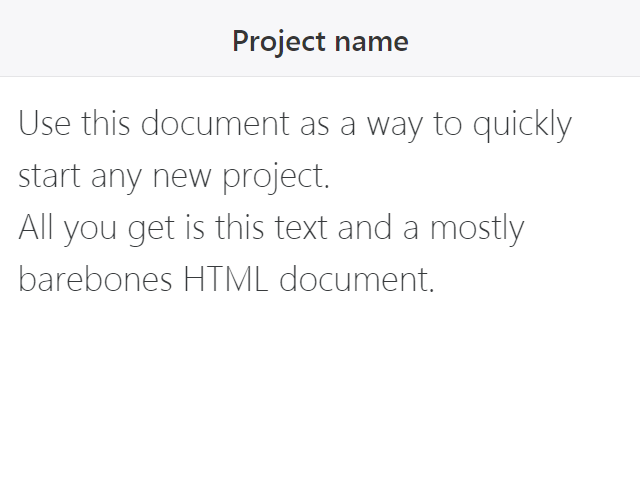 Project name
Use this document as a way to quickly
start any new project.
All you get is this text and a mostly
barebones HTML document.